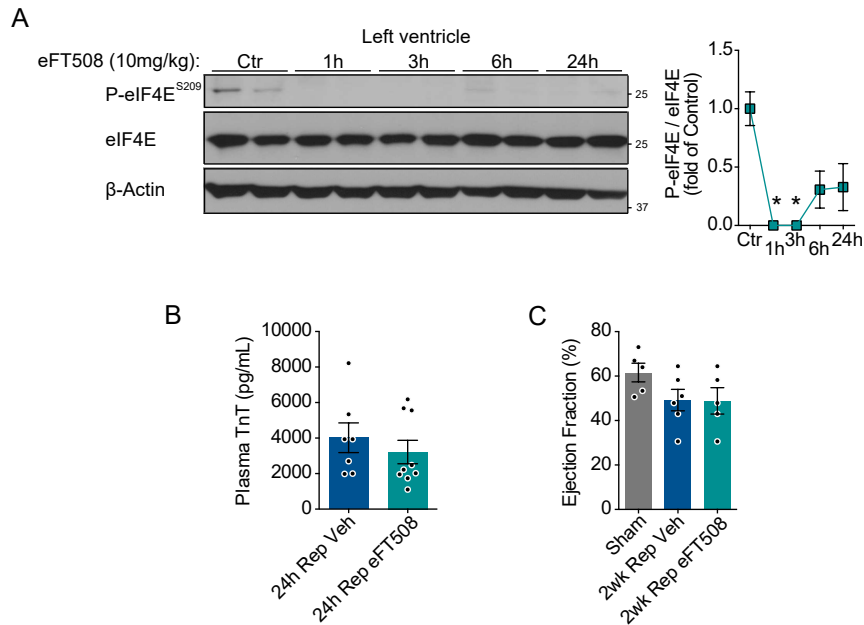 A
Left ventricle
eFT508 (10mg/kg): Ctr 1h 3h 6h 24h
P-eIF4E^S209
25
eIF4E
25
β-Actin
37
P-eIF4E / eIF4E
(fold of Control)
1.5
1.0
0.5
0.0
* *
Ctr 1h 3h 6h 24h
B
Plasma TnT (pg/mL)
10000
8000
6000
4000
2000
0
24h Rep Veh
24h Rep eFT508
C
Ejection Fraction (%)
80
60
40
20
0
Sham
2wk Rep Veh
2wk Rep eFT508